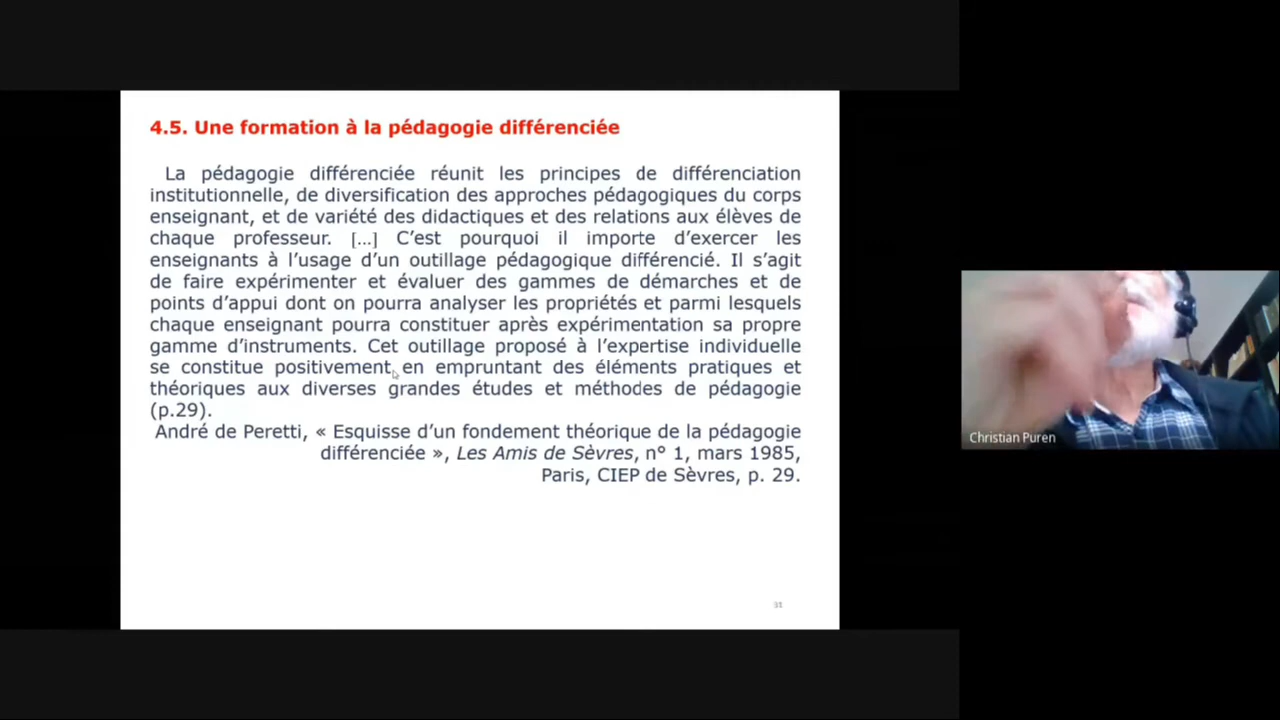 4.5. Une formation à la pédagogie différenciée
La pédagogie différenciée réunit les principes de différenciation
institutionnelle, de diversification des approches pédagogiques du corps
enseignant, et de variété des didactiques et des relations aux élèves de
chaque professeur. [...] C’est pourquoi il importe d’exercer les
enseignants à l’usage d’un outillage pédagogique différencié. Il s’agit
de faire expérimenter et évaluer des gammes de démarches et de
points d’appui dont on pourra analyser les propriétés et parmi lesquels
chaque enseignant pourra constituer après expérimentation sa propre
gamme d’instruments. Cet outillage proposé à l’expertise individuelle
se constitue positivement en empruntant des éléments pratiques et
théoriques aux diverses grandes études et méthodes de pédagogie
(p.29).
André de Peretti, « Esquisse d’un fondement théorique de la pédagogie
différenciée », Les Amis de Sèvres, n° 1, mars 1985,
Paris, CIEP de Sèvres, p. 29.
Christian Puren